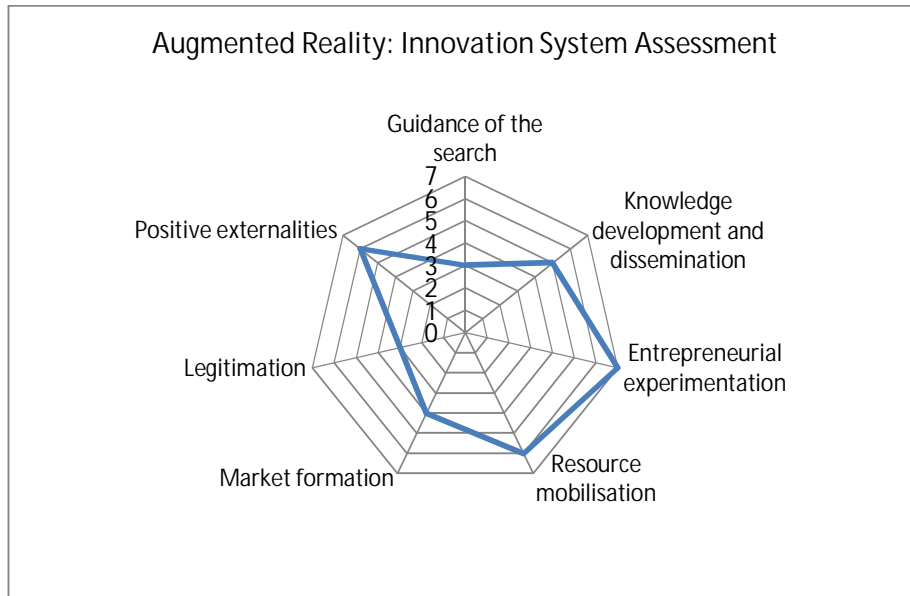 Augmented Reality: Innovation System Assessment
Guidance of the
search
7
6
5
4
3
2
1
0
Knowledge
development and
dissemination
Entrepreneurial
experimentation
Resource
mobilisation
Market formation
Legitimation
Positive externalities